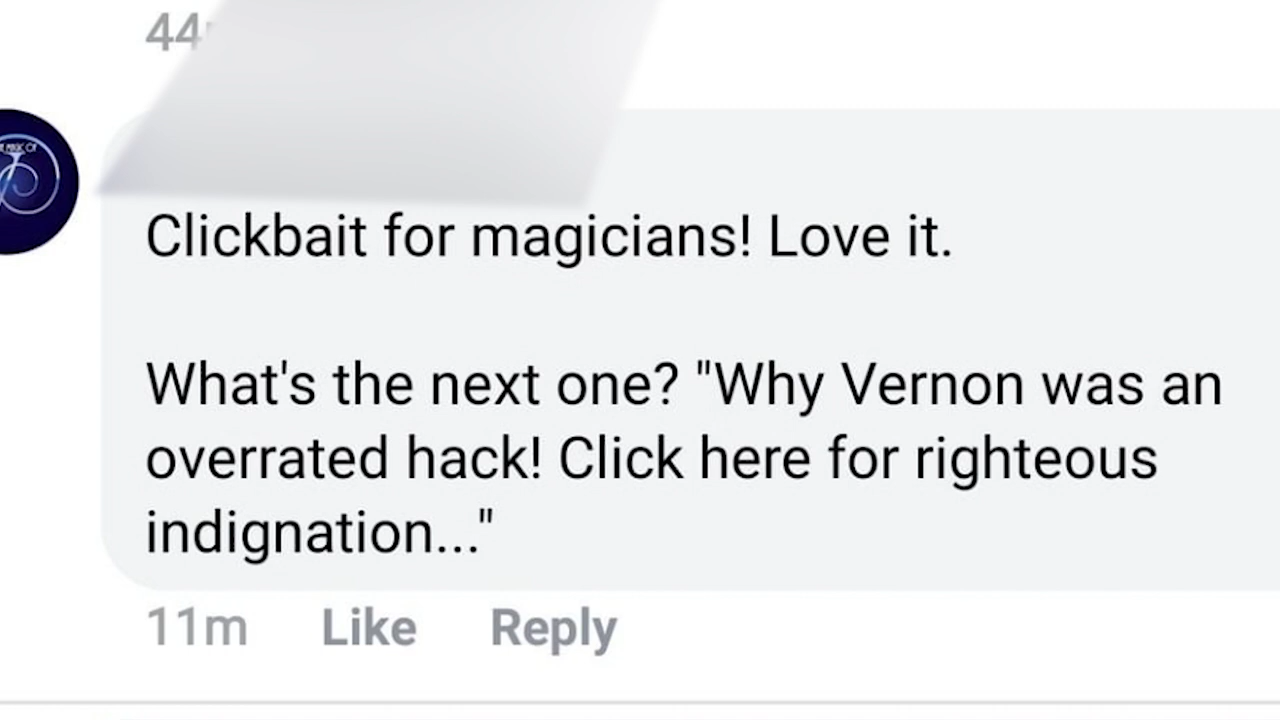 44
Clickbait for magicians! Love it.
What's the next one? "Why Vernon was an
overrated hack! Click here for righteous
indignation..."
11m
Like
Reply